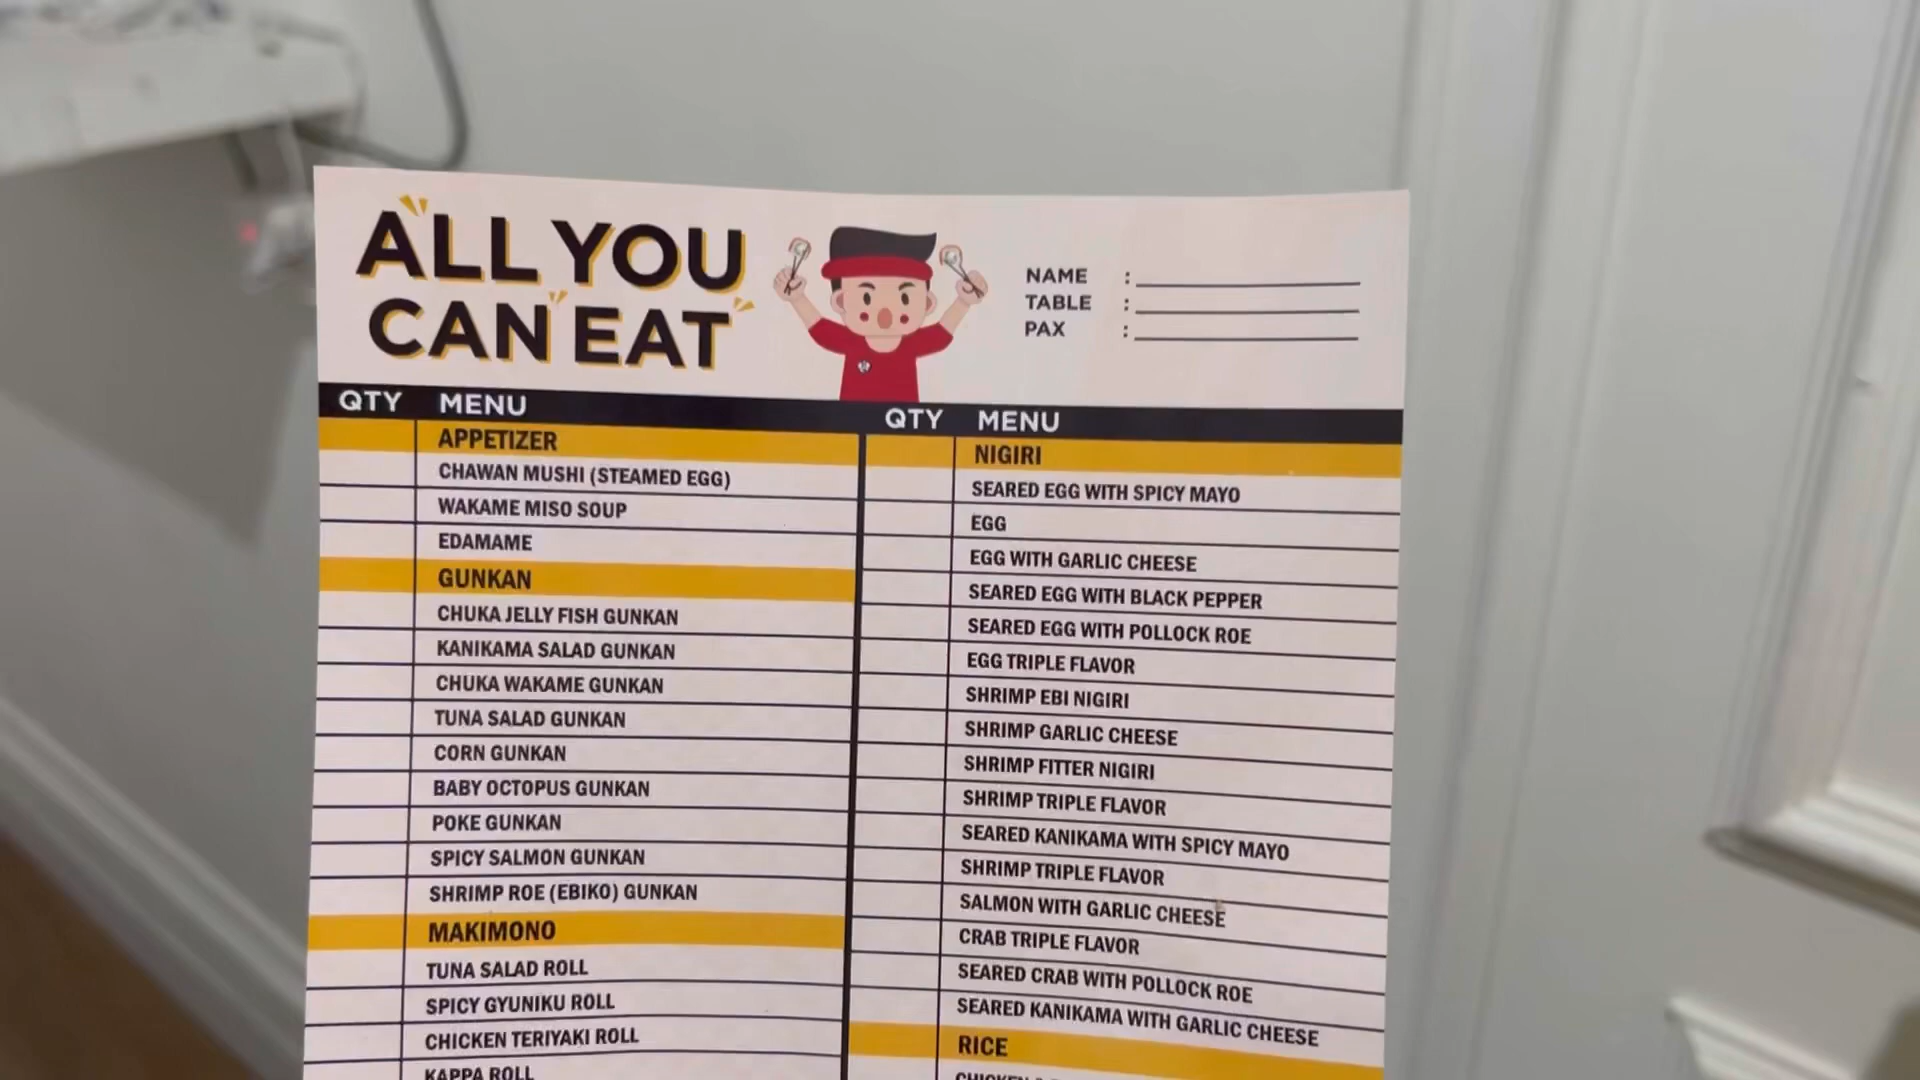 ALL YOU
CAN EAT
NAME :
TABLE :
PAX :
QTY MENU
APPETIZER
CHAWAN MUSHI (STEAMED EGG)
WAKAME MISO SOUP
EDAMAME
GUNKAN
CHUKA JELLY FISH GUNKAN
KANIKAMA SALAD GUNKAN
CHUKA WAKAME GUNKAN
TUNA SALAD GUNKAN
CORN GUNKAN
BABY OCTOPUS GUNKAN
POKE GUNKAN
SPICY SALMON GUNKAN
SHRIMP ROE (EBIKO) GUNKAN
MAKIMONO
TUNA SALAD ROLL
SPICY GYUNIKU ROLL
CHICKEN TERIYAKI ROLL
KAPPA ROLL
QTY MENU
NIGIRI
SEARED EGG WITH SPICY MAYO
EGG
EGG WITH GARLIC CHEESE
SEARED EGG WITH BLACK PEPPER
SEARED EGG WITH POLLOCK ROE
EGG TRIPLE FLAVOR
SHRIMP EBI NIGIRI
SHRIMP GARLIC CHEESE
SHRIMP FITTER NIGIRI
SHRIMP TRIPLE FLAVOR
SEARED KANIKAMA WITH SPICY MAYO
SHRIMP TRIPLE FLAVOR
SALMON WITH GARLIC CHEESE
CRAB TRIPLE FLAVOR
SEARED CRAB WITH POLLOCK ROE
SEARED KANIKAMA WITH GARLIC CHEESE
RICE
CHICKEN